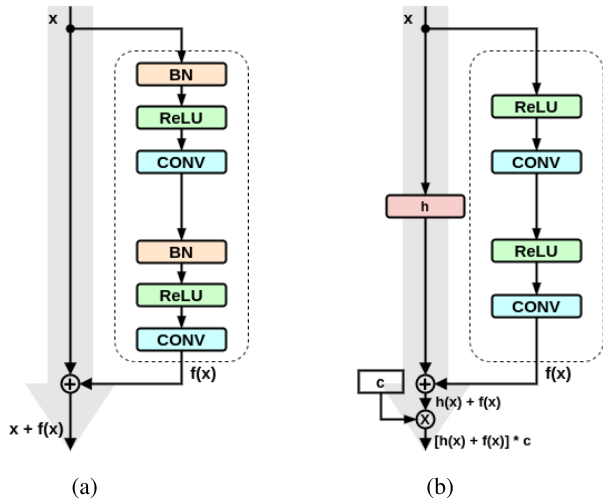 x
BN
ReLU
CONV
BN
ReLU
CONV
f(x)
+
x + f(x)
(a)
x
ReLU
CONV
h
ReLU
CONV
f(x)
c
+
h(x) + f(x)
X
[h(x) + f(x)] * c
(b)